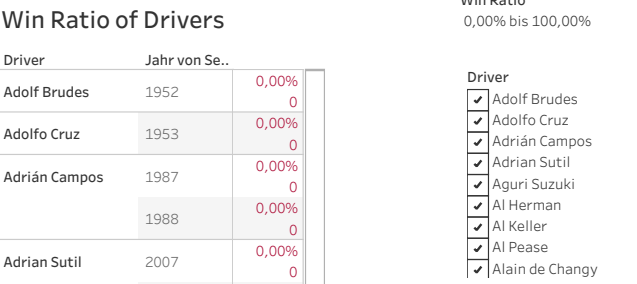 Win Ratio of Drivers
Driver Jahr von Se..
Adolf Brudes 1952 0,00%
0
Adolfo Cruz 1953 0,00%
0
Adrián Campos 1987 0,00%
0
1988 0,00%
0
Adrian Sutil 2007 0,00%
0
Win Ratio
0,00% bis 100,00%
Driver
Adolf Brudes
Adolfo Cruz
Adrián Campos
Adrian Sutil
Aguri Suzuki
Al Herman
Al Keller
Al Pease
Alain de Changy